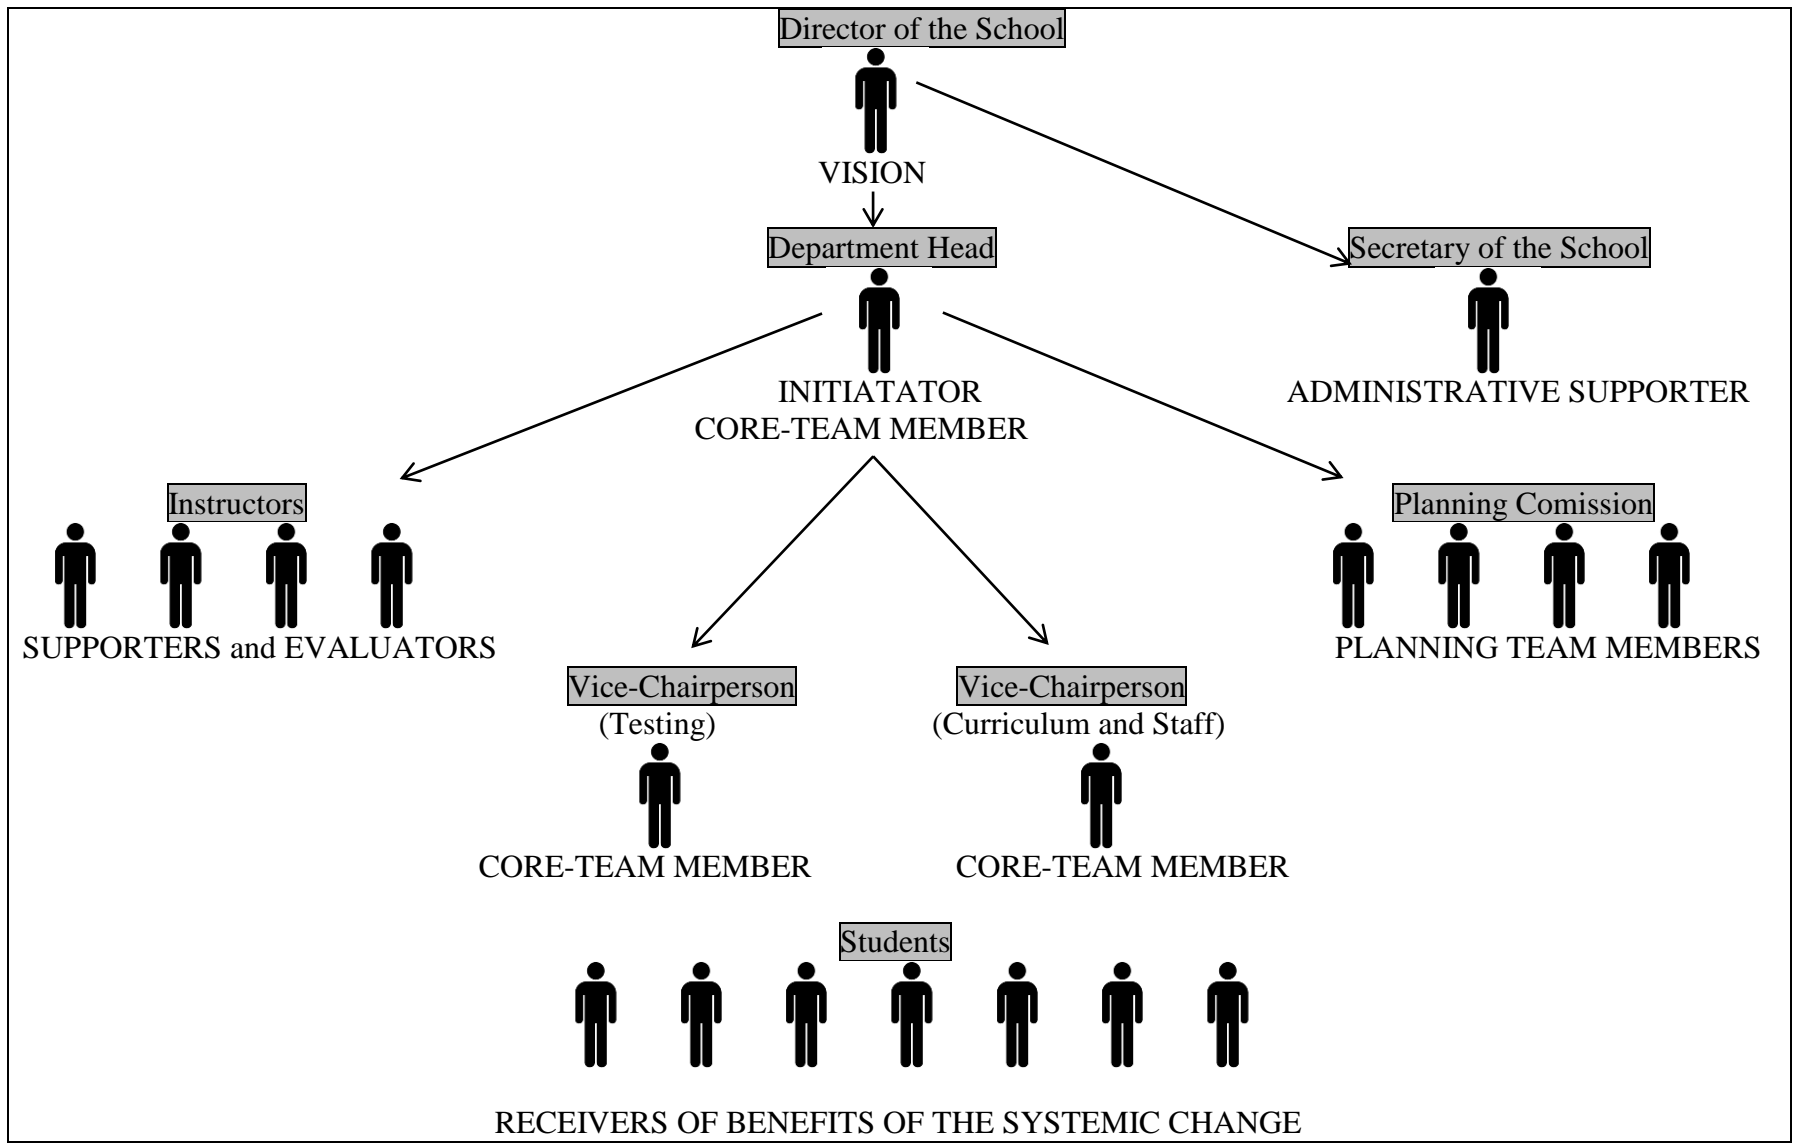 Director of the School
VISION
Department Head
Secretary of the School
INITIATATOR
CORE-TEAM MEMBER
ADMINISTRATIVE SUPPORTER
Instructors
SUPPORTERS and EVALUATORS
Planning Comission
PLANNING TEAM MEMBERS
Vice-Chairperson
(Testing)
CORE-TEAM MEMBER
Vice-Chairperson
(Curriculum and Staff)
CORE-TEAM MEMBER
Students
RECEIVERS OF BENEFITS OF THE SYSTEMIC CHANGE